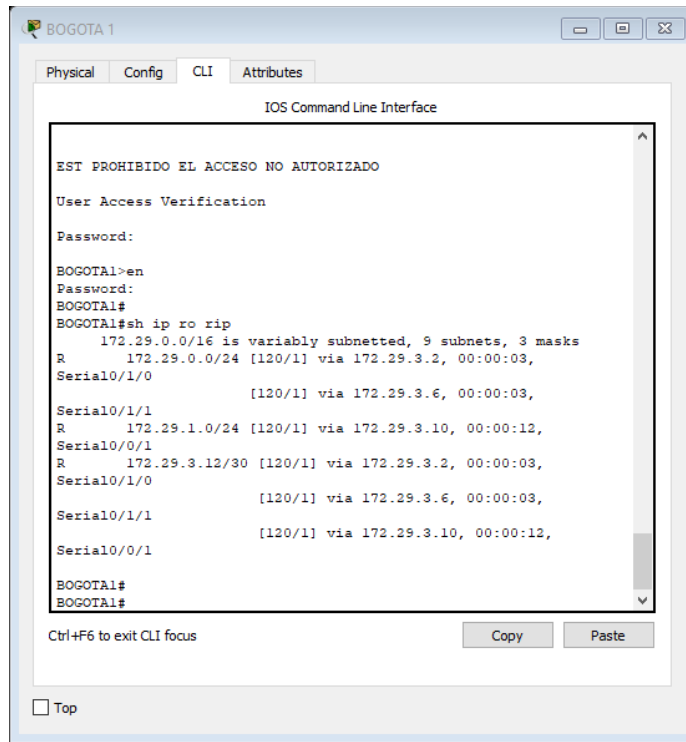 BOGOTA 1
Physical Config CLI Attributes
IOS Command Line Interface
EST PROHIBIDO EL ACCESO NO AUTORIZADO
User Access Verification
Password:
BOGOTA1>en
Password:
BOGOTA1#
BOGOTA1#sh ip ro rip
172.29.0.0/16 is variably subnetted, 9 subnets, 3 masks
R 172.29.0.0/24 [120/1] via 172.29.3.2, 00:00:03,
Serial0/1/0
[120/1] via 172.29.3.6, 00:00:03,
Serial0/1/1
R 172.29.1.0/24 [120/1] via 172.29.3.10, 00:00:12,
Serial0/0/1
R 172.29.3.12/30 [120/1] via 172.29.3.2, 00:00:03,
Serial0/1/0
[120/1] via 172.29.3.6, 00:00:03,
Serial0/1/1
[120/1] via 172.29.3.10, 00:00:12,
Serial0/0/1
BOGOTA1#
BOGOTA1#
Ctrl+F6 to exit CLI focus Copy Paste
Top